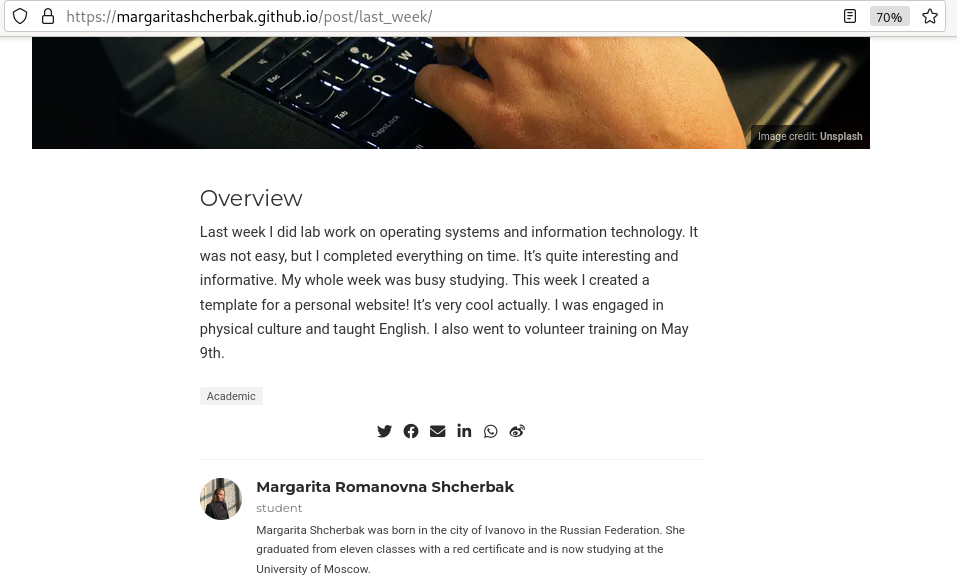 https://margaritashcherbak.github.io/post/last_week/
70%
Esc
1
2
Q
W
Tab
CapsLock
Image credit: Unsplash
Overview
Last week I did lab work on operating systems and information technology. It
was not easy, but I completed everything on time. It’s quite interesting and
informative. My whole week was busy studying. This week I created a
template for a personal website! It’s very cool actually. I was engaged in
physical culture and taught English. I also went to volunteer training on May
9th.
Academic
Margarita Romanovna Shcherbak
student
Margarita Shcherbak was born in the city of Ivanovo in the Russian Federation. She
graduated from eleven classes with a red certificate and is now studying at the
University of Moscow.